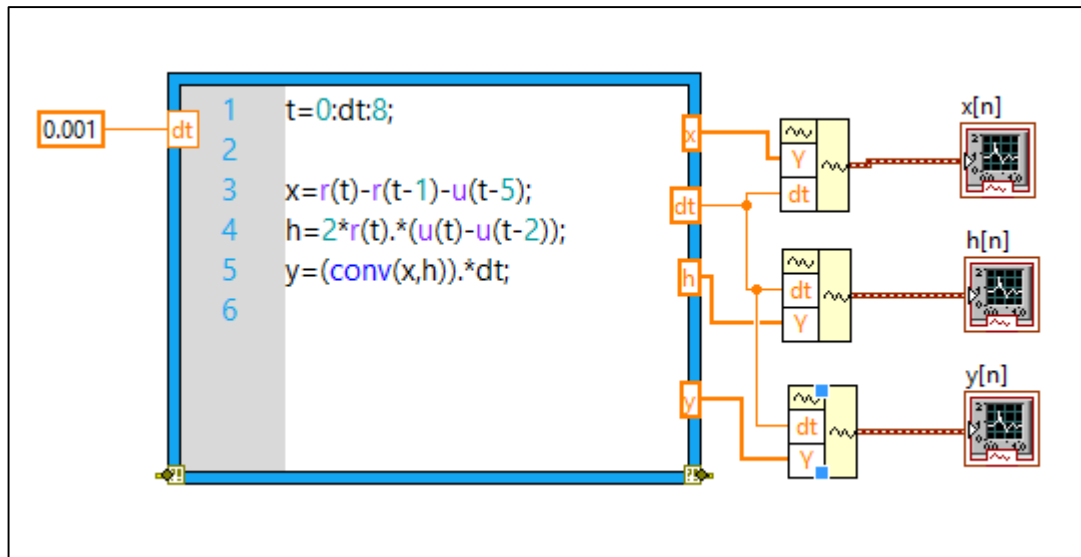 x[n]
0.001
dt
1 t=0:dt:8;
2
3 x=r(t)-r(t-1)-u(t-5);
4 h=2*r(t).*(u(t)-u(t-2));
5 y=(conv(x,h)).*dt;
6
x
dt
h
y
Y
dt
h[n]
dt
Y
y[n]
dt
Y